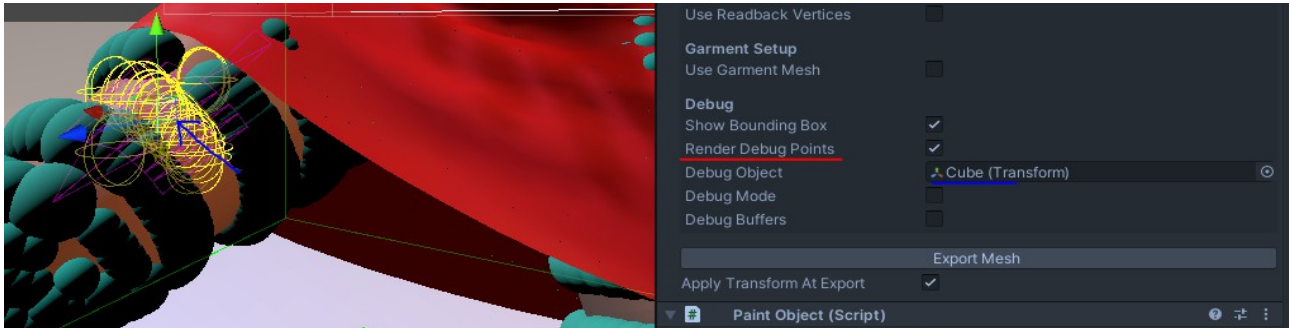 Use Readback Vertices
Garment Setup
Use Garment Mesh
Debug
Show Bounding Box
Render Debug Points
Debug Object Cube (Transform)
Debug Mode
Debug Buffers
Export Mesh
Apply Transform At Export
# Paint Object (Script)